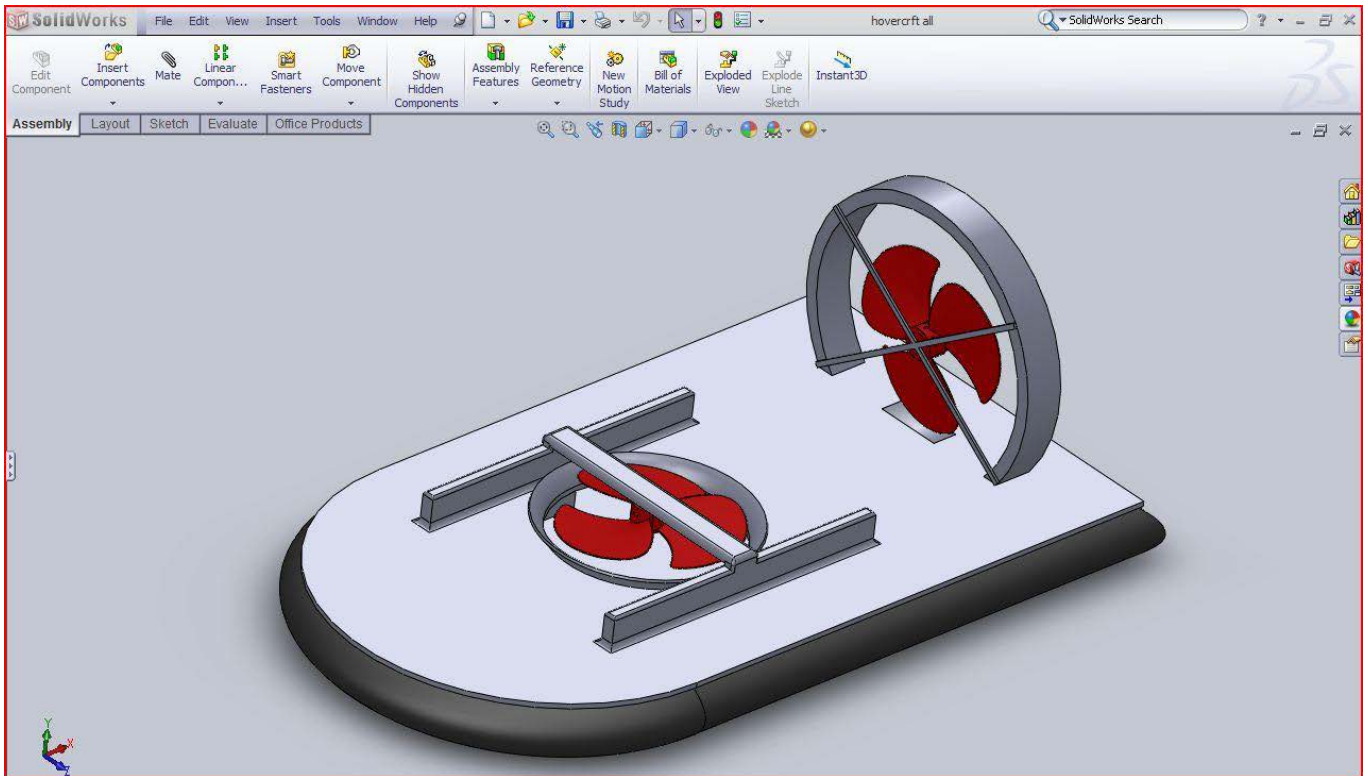 SolidWorks File Edit View Insert Tools Window Help hovercrft all SolidWorks Search ?
Edit Component
Insert Components
Mate
Linear Compon...
Smart Fasteners
Move Component
Show Hidden Components
Assembly Features
Reference Geometry
New Motion Study
Bill of Materials
Exploded View
Explode Line Sketch
Instant3D
Assembly Layout Sketch Evaluate Office Products
Y
X
Z